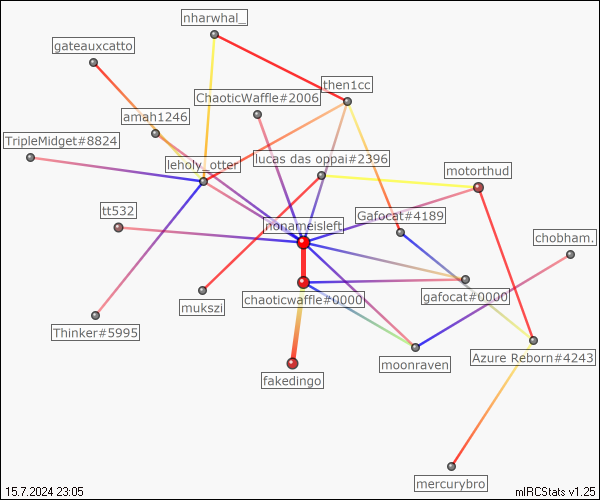 nharwhal_
gateauxcatto
then1cc
ChaoticWaffle#2006
amah1246
TripleMidget#8824
lucas das oppai#2396
leholy_otter
motorthud
tt532
Gafocat#4189
nonameisleft
chobham.
chaoticwaffle#0000
gafocat#0000
mukszi
Thinker#5995
Azure Reborn#4243
moonraven
fakedingo
mercurybro
15.7.2024 23:05
mIRCStats v1.25